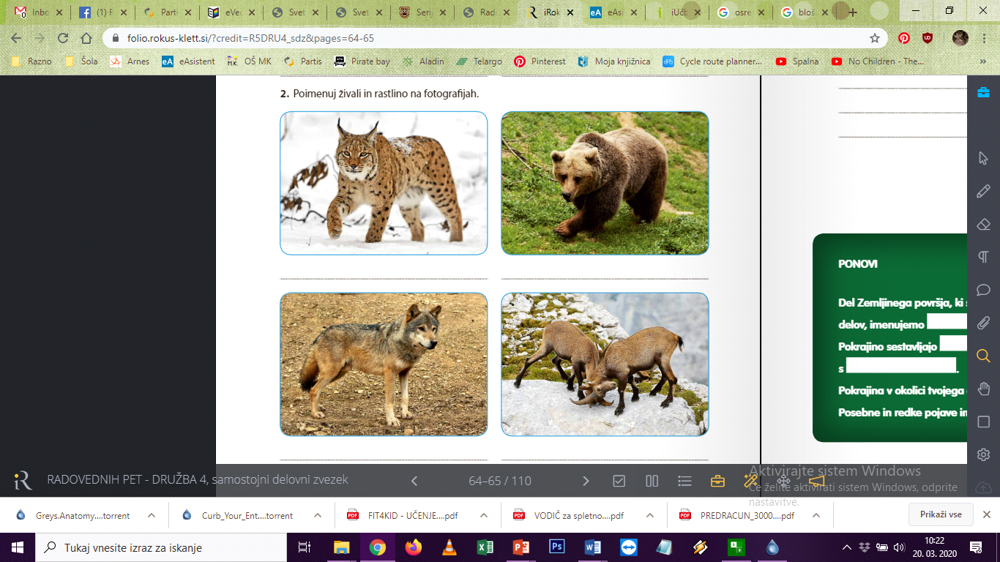 Inbo
(1) F
Parti
eVec
Svet
Svet
Serij
Rado
iRok
eAsi
iUčb
osre
bloš
folio.rokus-klett.si/?credit=R5DRU4_sdz&pages=64-65
Razno
Šola
Arnes
eA eAsistent
OŠ MK
Partis
Pirate bay
Aladin
Telargo
Pinterest
Moja knjižnica
Cycle route planner...
Spalna
No Children - The...
»
2. Poimenuj živali in rastlino na fotografijah.
PONOVI
Del Zemljinega površja, ki s
delov, imenujemo
Pokrajino sestavljajo
s .
Pokrajina v okolici tvojega
Posebne in redke pojave in
iR RADOVEDNIH PET - DRUŽBA 4, samostojni delovni zvezek
64–65 / 110
Aktivirajte sistem Windows
Če želite aktivirati sistem Windows, odprite
nastavitve.
Greys.Anatomy....torrent
Curb_Your_Ent....torrent
FIT4KID - UČENJE....pdf
VODIČ za spletno....pdf
PREDRACUN_3000....pdf
Prikaži vse
Tukaj vnesite izraz za iskanje
10:22
20. 03. 2020